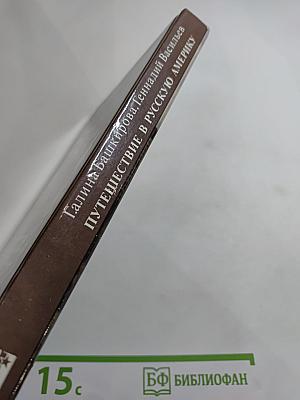 Галина Башкирова, Геннадий Васильев
ПУТЕШЕСТВИЕ В РУССКУЮ АМЕРИКУ
15с
БФ БИБЛИОФАН